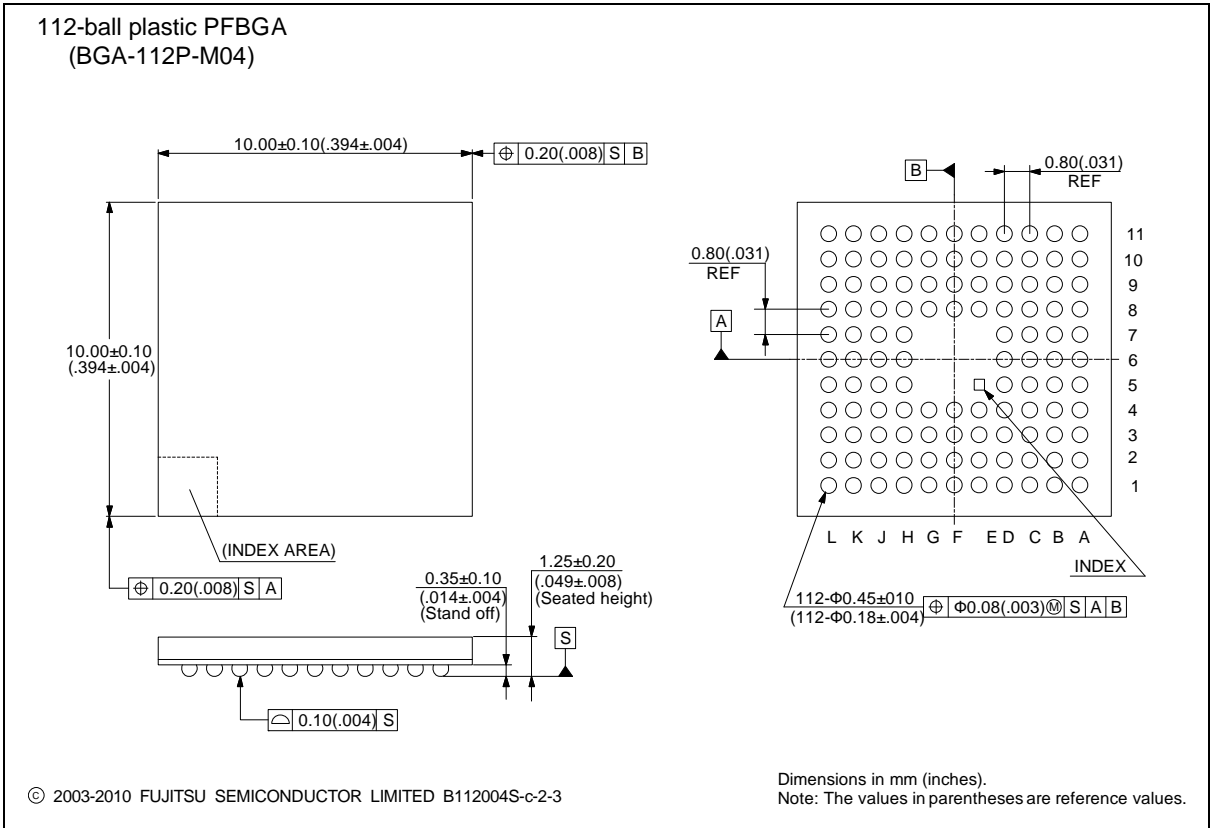 112-ball plastic PFBGA
(BGA-112P-M04)
10.00±0.10(.394±.004)
⌖ 0.20(.008) S B
B
0.80(.031)
REF
11
10
9
8
7
6
5
4
3
2
1
0.80(.031)
REF
A
10.00±0.10
(.394±.004)
L K J H G F E D C B A
INDEX
(INDEX AREA)
⌖ 0.20(.008) S A
0.35±0.10
(.014±.004)
(Stand off)
1.25±0.20
(.049±.008)
(Seated height)
S
112-Φ0.45±010
(112-Φ0.18±.004)
⌖ Φ0.08(.003)Ⓜ S A B
⌓ 0.10(.004) S
© 2003-2010 FUJITSU SEMICONDUCTOR LIMITED B112004S-c-2-3
Dimensions in mm (inches).
Note: The values in parentheses are reference values.